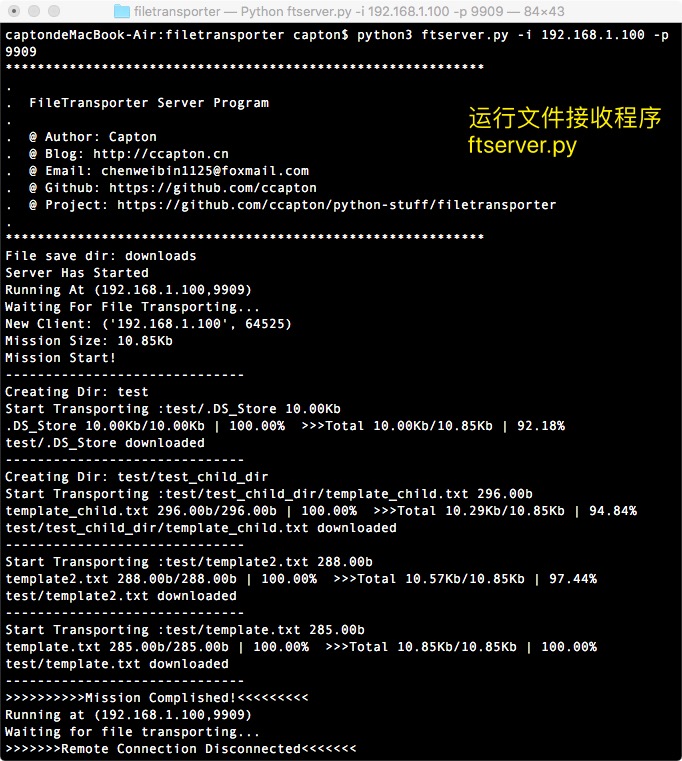 filetransporter — Python ftserver.py -i 192.168.1.100 -p 9909 — 84×43
captondeMacBook-Air:filetransporter capton$ python3 ftserver.py -i 192.168.1.100 -p
9909
************************************************************
.
.  FileTransporter Server Program
.
.  @ Author: Capton
.  @ Blog: http://ccapton.cn
.  @ Email: chenweibin1125@foxmail.com
.  @ Github: https://github.com/ccapton
.  @ Project: https://github.com/ccapton/python-stuff/filetransporter
.
************************************************************
运行文件接收程序
ftserver.py
File save dir: downloads
Server Has Started
Running At (192.168.1.100,9909)
Waiting For File Transporting...
New Client: ('192.168.1.100', 64525)
Mission Size: 10.85Kb
Mission Start!
------------------------------
Creating Dir: test
Start Transporting :test/.DS_Store 10.00Kb
.DS_Store 10.00Kb/10.00Kb | 100.00%  >>>Total 10.00Kb/10.85Kb | 92.18%
test/.DS_Store downloaded
------------------------------
Creating Dir: test/test_child_dir
Start Transporting :test/test_child_dir/template_child.txt 296.00b
template_child.txt 296.00b/296.00b | 100.00%  >>>Total 10.29Kb/10.85Kb | 94.84%
test/test_child_dir/template_child.txt downloaded
------------------------------
Start Transporting :test/template2.txt 288.00b
template2.txt 288.00b/288.00b | 100.00%  >>>Total 10.57Kb/10.85Kb | 97.44%
test/template2.txt downloaded
------------------------------
Start Transporting :test/template.txt 285.00b
template.txt 285.00b/285.00b | 100.00%  >>>Total 10.85Kb/10.85Kb | 100.00%
test/template.txt downloaded
------------------------------
>>>>>>>>>>Mission Complished!<<<<<<<<<
Running at (192.168.1.100,9909)
Waiting for file transporting...
>>>>>>>Remote Connection Disconnected<<<<<<<